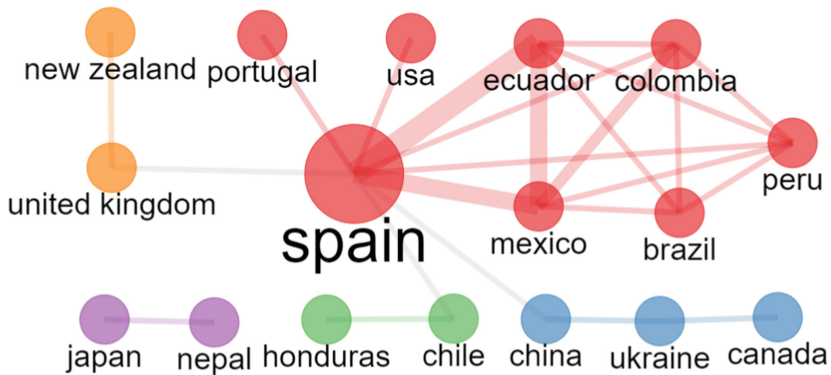 new zealand
portugal
usa
ecuador
colombia
peru
united kingdom
spain
mexico
brazil
japan
nepal
honduras
chile
china
ukraine
canada